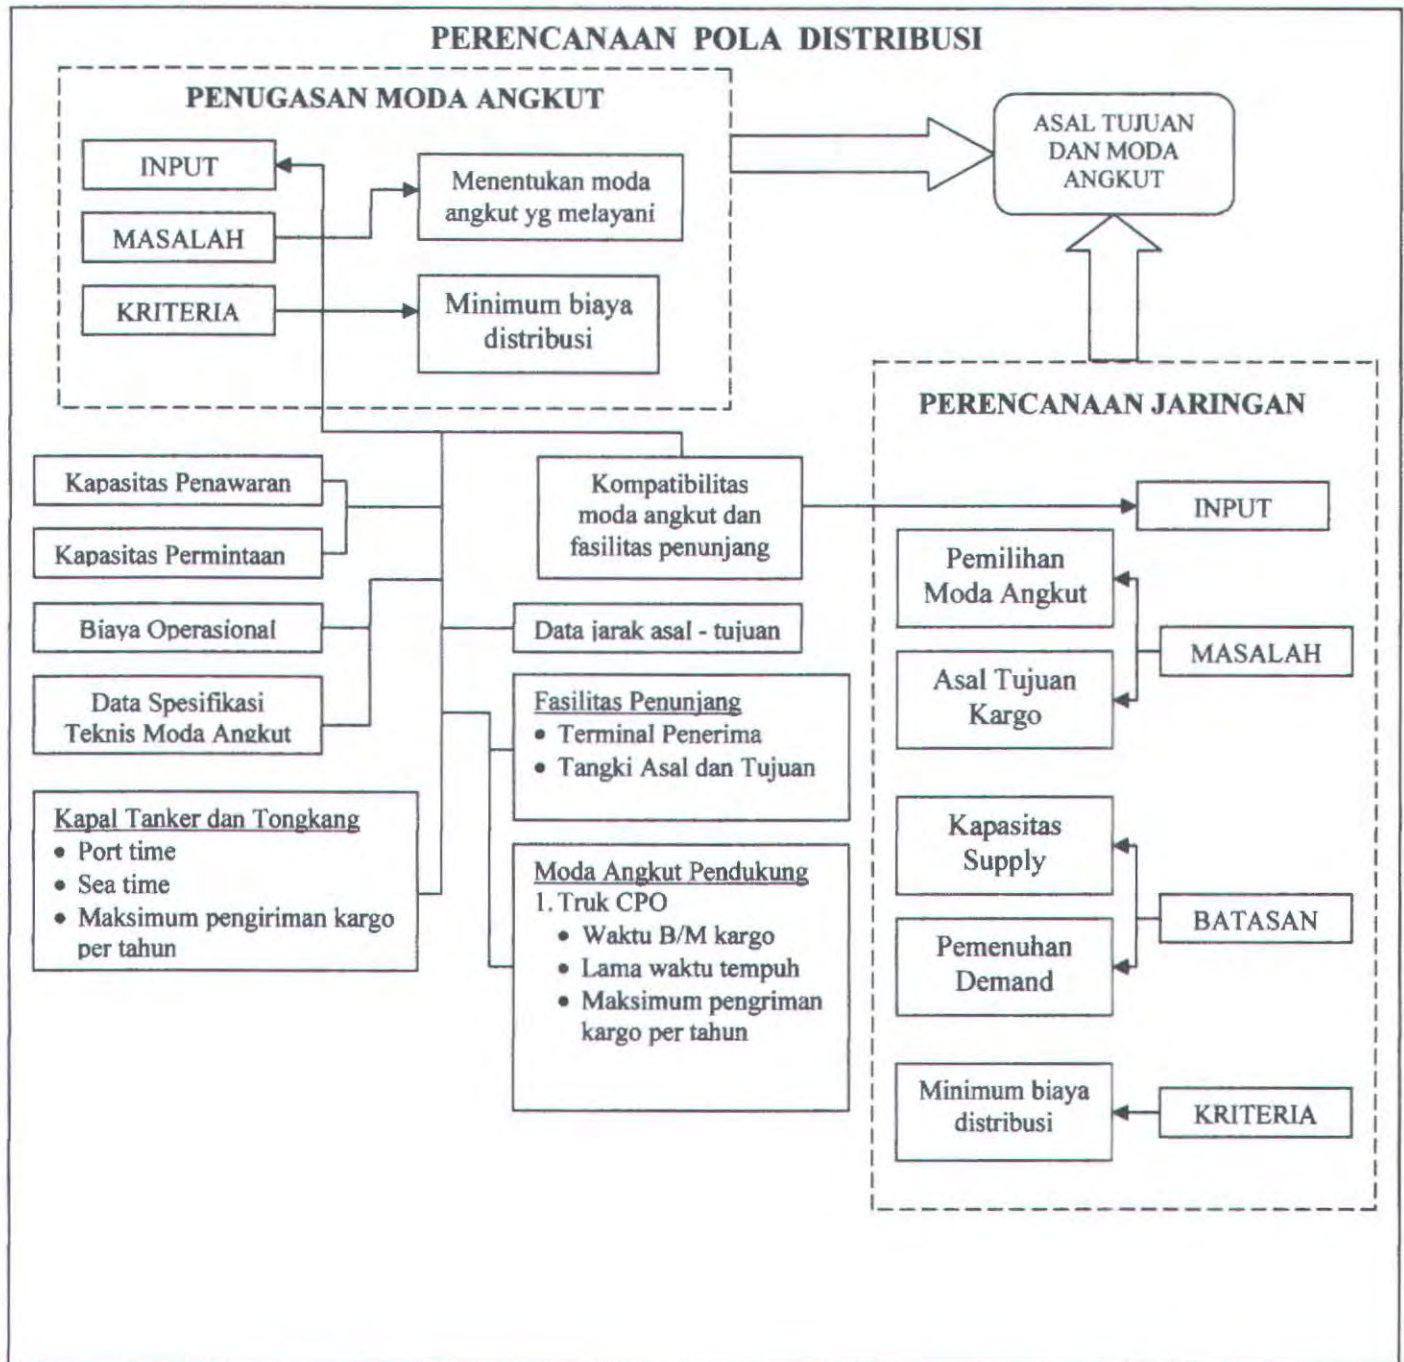 PERENCANAAN POLA DISTRIBUSI
PENUGASAN MODA ANGKUT
INPUT
MASALAH
KRITERIA
Menentukan moda
angkut yg melayani
Minimum biaya
distribusi
ASAL TUJUAN
DAN MODA
ANGKUT
Kapasitas Penawaran
Kapasitas Permintaan
Biaya Operasional
Data Spesifikasi
Teknis Moda Angkut
Kapal Tanker dan Tongkang
• Port time
• Sea time
• Maksimum pengiriman kargo
per tahun
Kompatibilitas
moda angkut dan
fasilitas penunjang
Data jarak asal - tujuan
Fasilitas Penunjang
• Terminal Penerima
• Tangki Asal dan Tujuan
Moda Angkut Pendukung
1. Truk CPO
• Waktu B/M kargo
• Lama waktu tempuh
• Maksimum pengriman
kargo per tahun
PERENCANAAN JARINGAN
INPUT
Pemilihan
Moda Angkut
MASALAH
Asal Tujuan
Kargo
Kapasitas
Supply
BATASAN
Pemenuhan
Demand
Minimum biaya
distribusi
KRITERIA